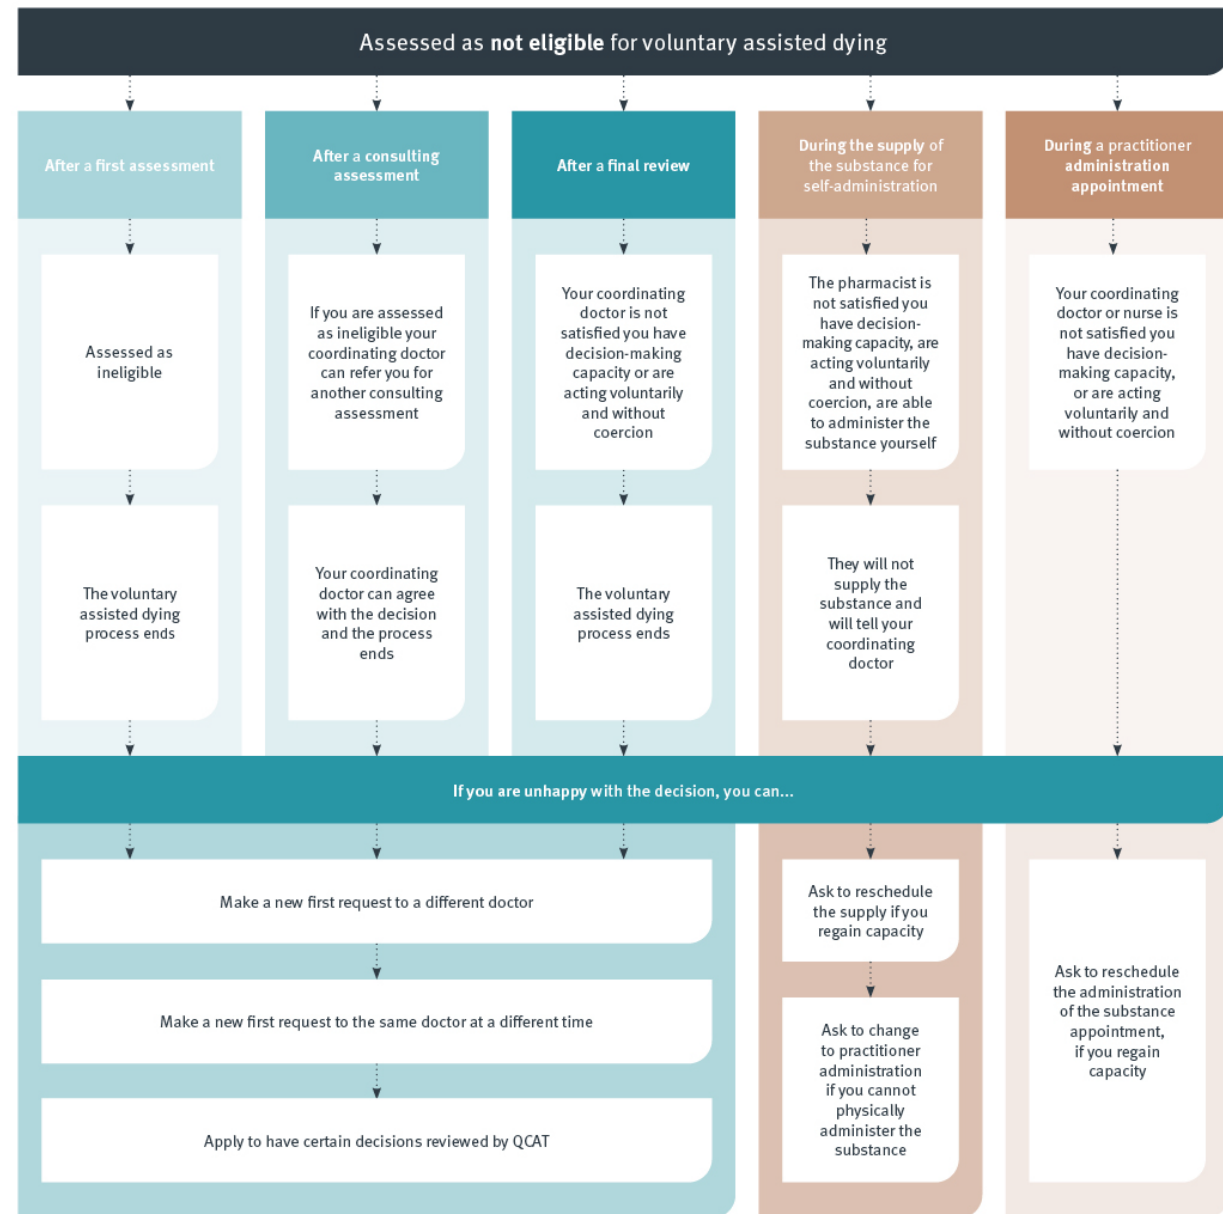 Assessed as not eligible for voluntary assisted dying
After a first assessment
After a consulting
assessment
After a final review
During the supply of
the substance for
self-administration
During a practitioner
administration
appointment
Assessed as
ineligible
If you are assessed
as ineligible your
coordinating doctor
can refer you for
another consulting
assessment
Your coordinating
doctor is not
satisfied you have
decision-making
capacity or are
acting voluntarily
and without
coercion
The pharmacist is
not satisfied you
have decision-
making capacity, are
acting voluntarily
and without
coercion, are able
to administer the
substance yourself
Your coordinating
doctor or nurse is
not satisfied you
have decision-
making capacity,
or are acting
voluntarily and
without coercion
The voluntary
assisted dying
process ends
Your coordinating
doctor can agree
with the decision
and the process
ends
The voluntary
assisted dying
process ends
They will not
supply the
substance and
will tell your
coordinating
doctor
If you are unhappy with the decision, you can...
Make a new first request to a different doctor
Make a new first request to the same doctor at a different time
Apply to have certain decisions reviewed by QCAT
Ask to reschedule
the supply if you
regain capacity
Ask to change
to practitioner
administration
if you cannot
physically
administer the
substance
Ask to reschedule
the administration
of the substance
appointment,
if you regain
capacity